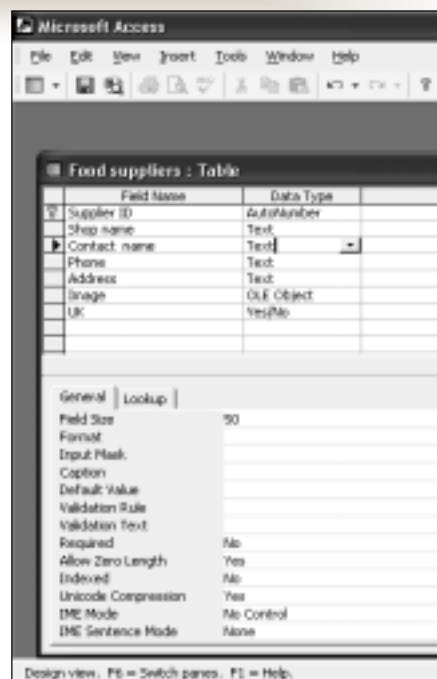 Microsoft Access
File Edit View Insert Tools Window Help
Food suppliers : Table
Field Name Data Type
Supplier ID AutoNumber
Shop name Text
Contact name Text
Phone Text
Address Text
Image OLE Object
UK Yes/No
General Lookup
Field Size 50
Format
Input Mask
Caption
Default Value
Validation Rule
Validation Text
Required No
Allow Zero Length Yes
Indexed No
Unicode Compression Yes
IME Mode No Control
IME Sentence Mode None
Design view. F6 = Switch panes. F1 = Help.